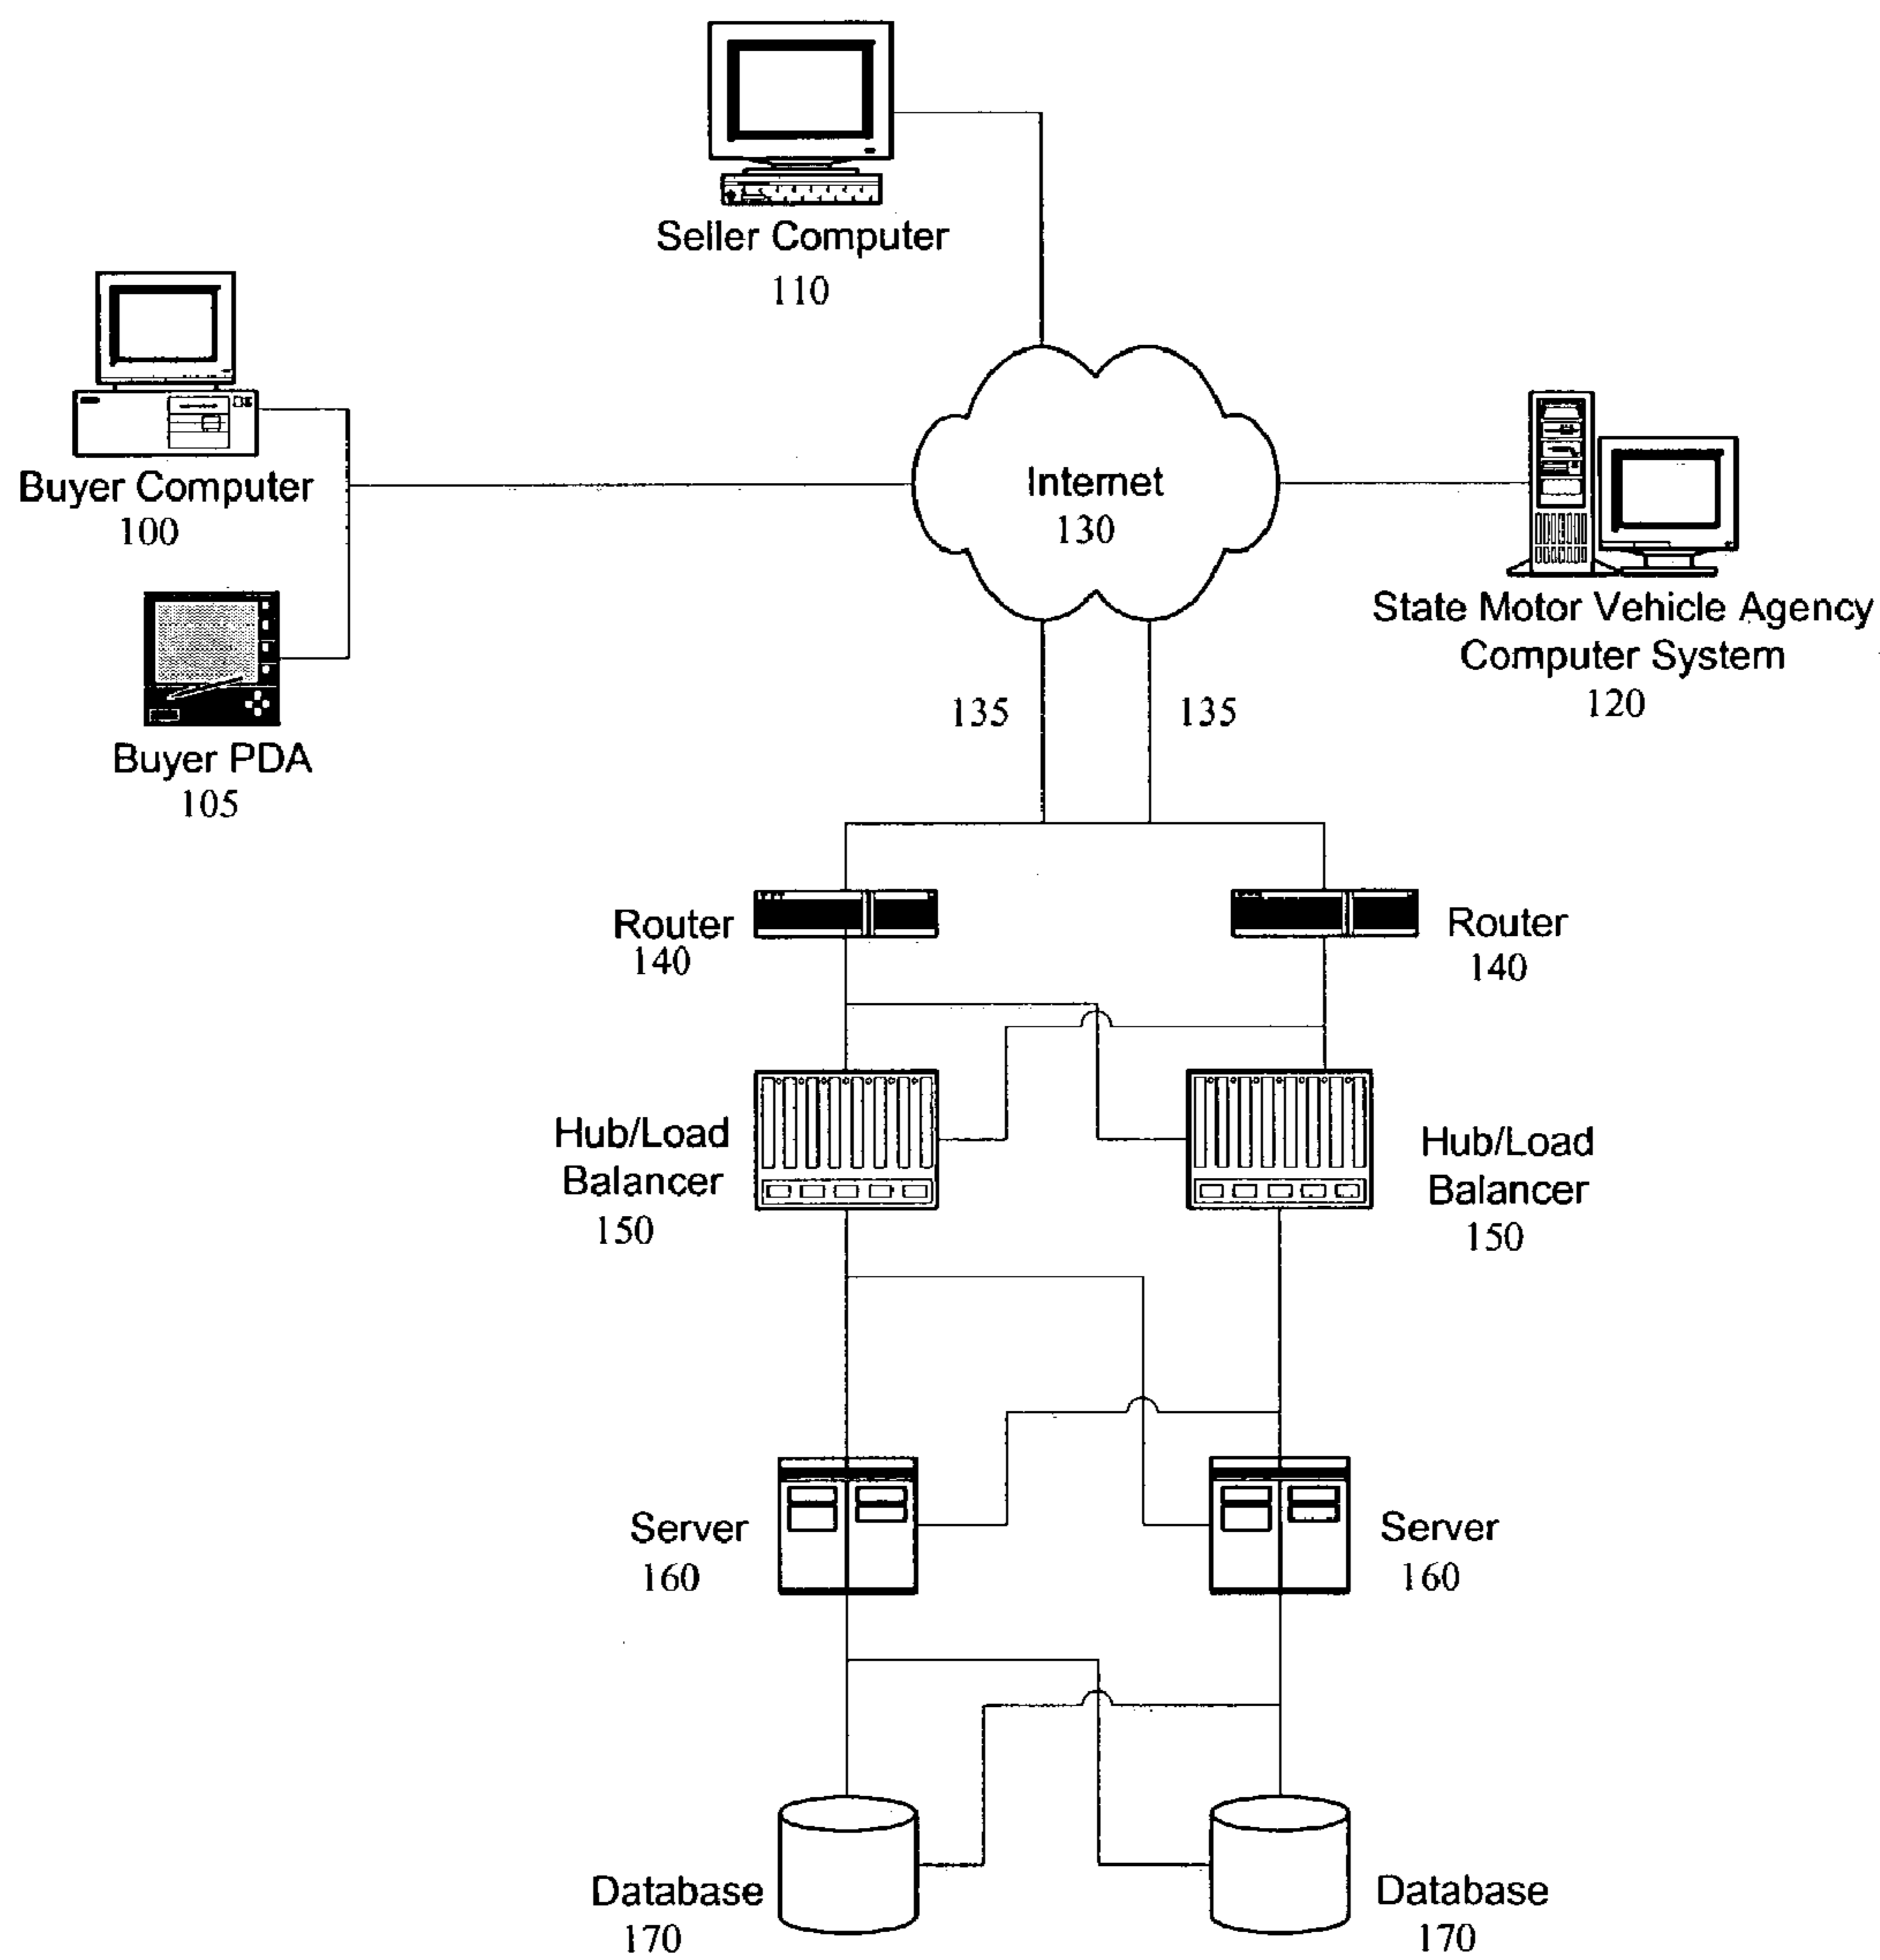 Seller Computer
110
Buyer Computer
100
Internet
130
State Motor Vehicle Agency
Computer System
120
135
135
Buyer PDA
105
Router
140
Router
140
Hub/Load
Balancer
150
Hub/Load
Balancer
150
Server
160
Server
160
Database
170
Database
170